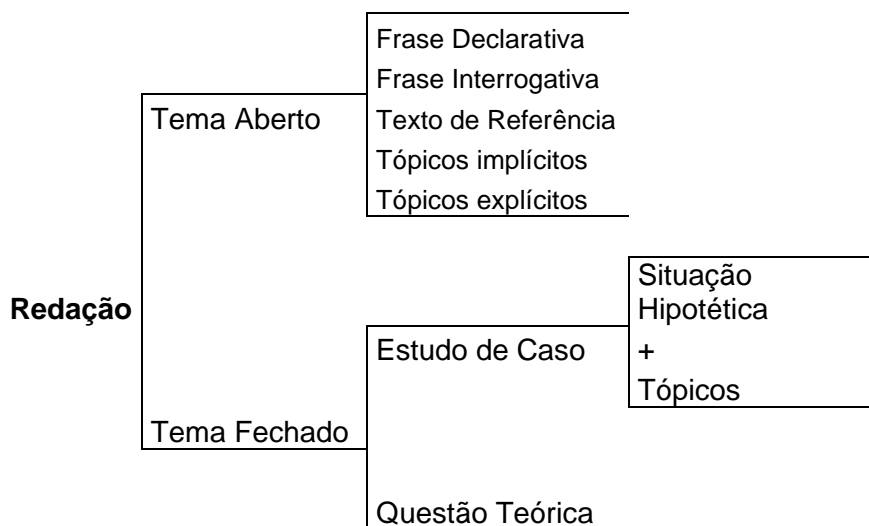 Frase Declarativa
Frase Interrogativa
Tema Aberto
Texto de Referência
Tópicos implícitos
Tópicos explícitos
Redação
Situação
Hipotética
Estudo de Caso
+
Tópicos
Tema Fechado
Questão Teórica